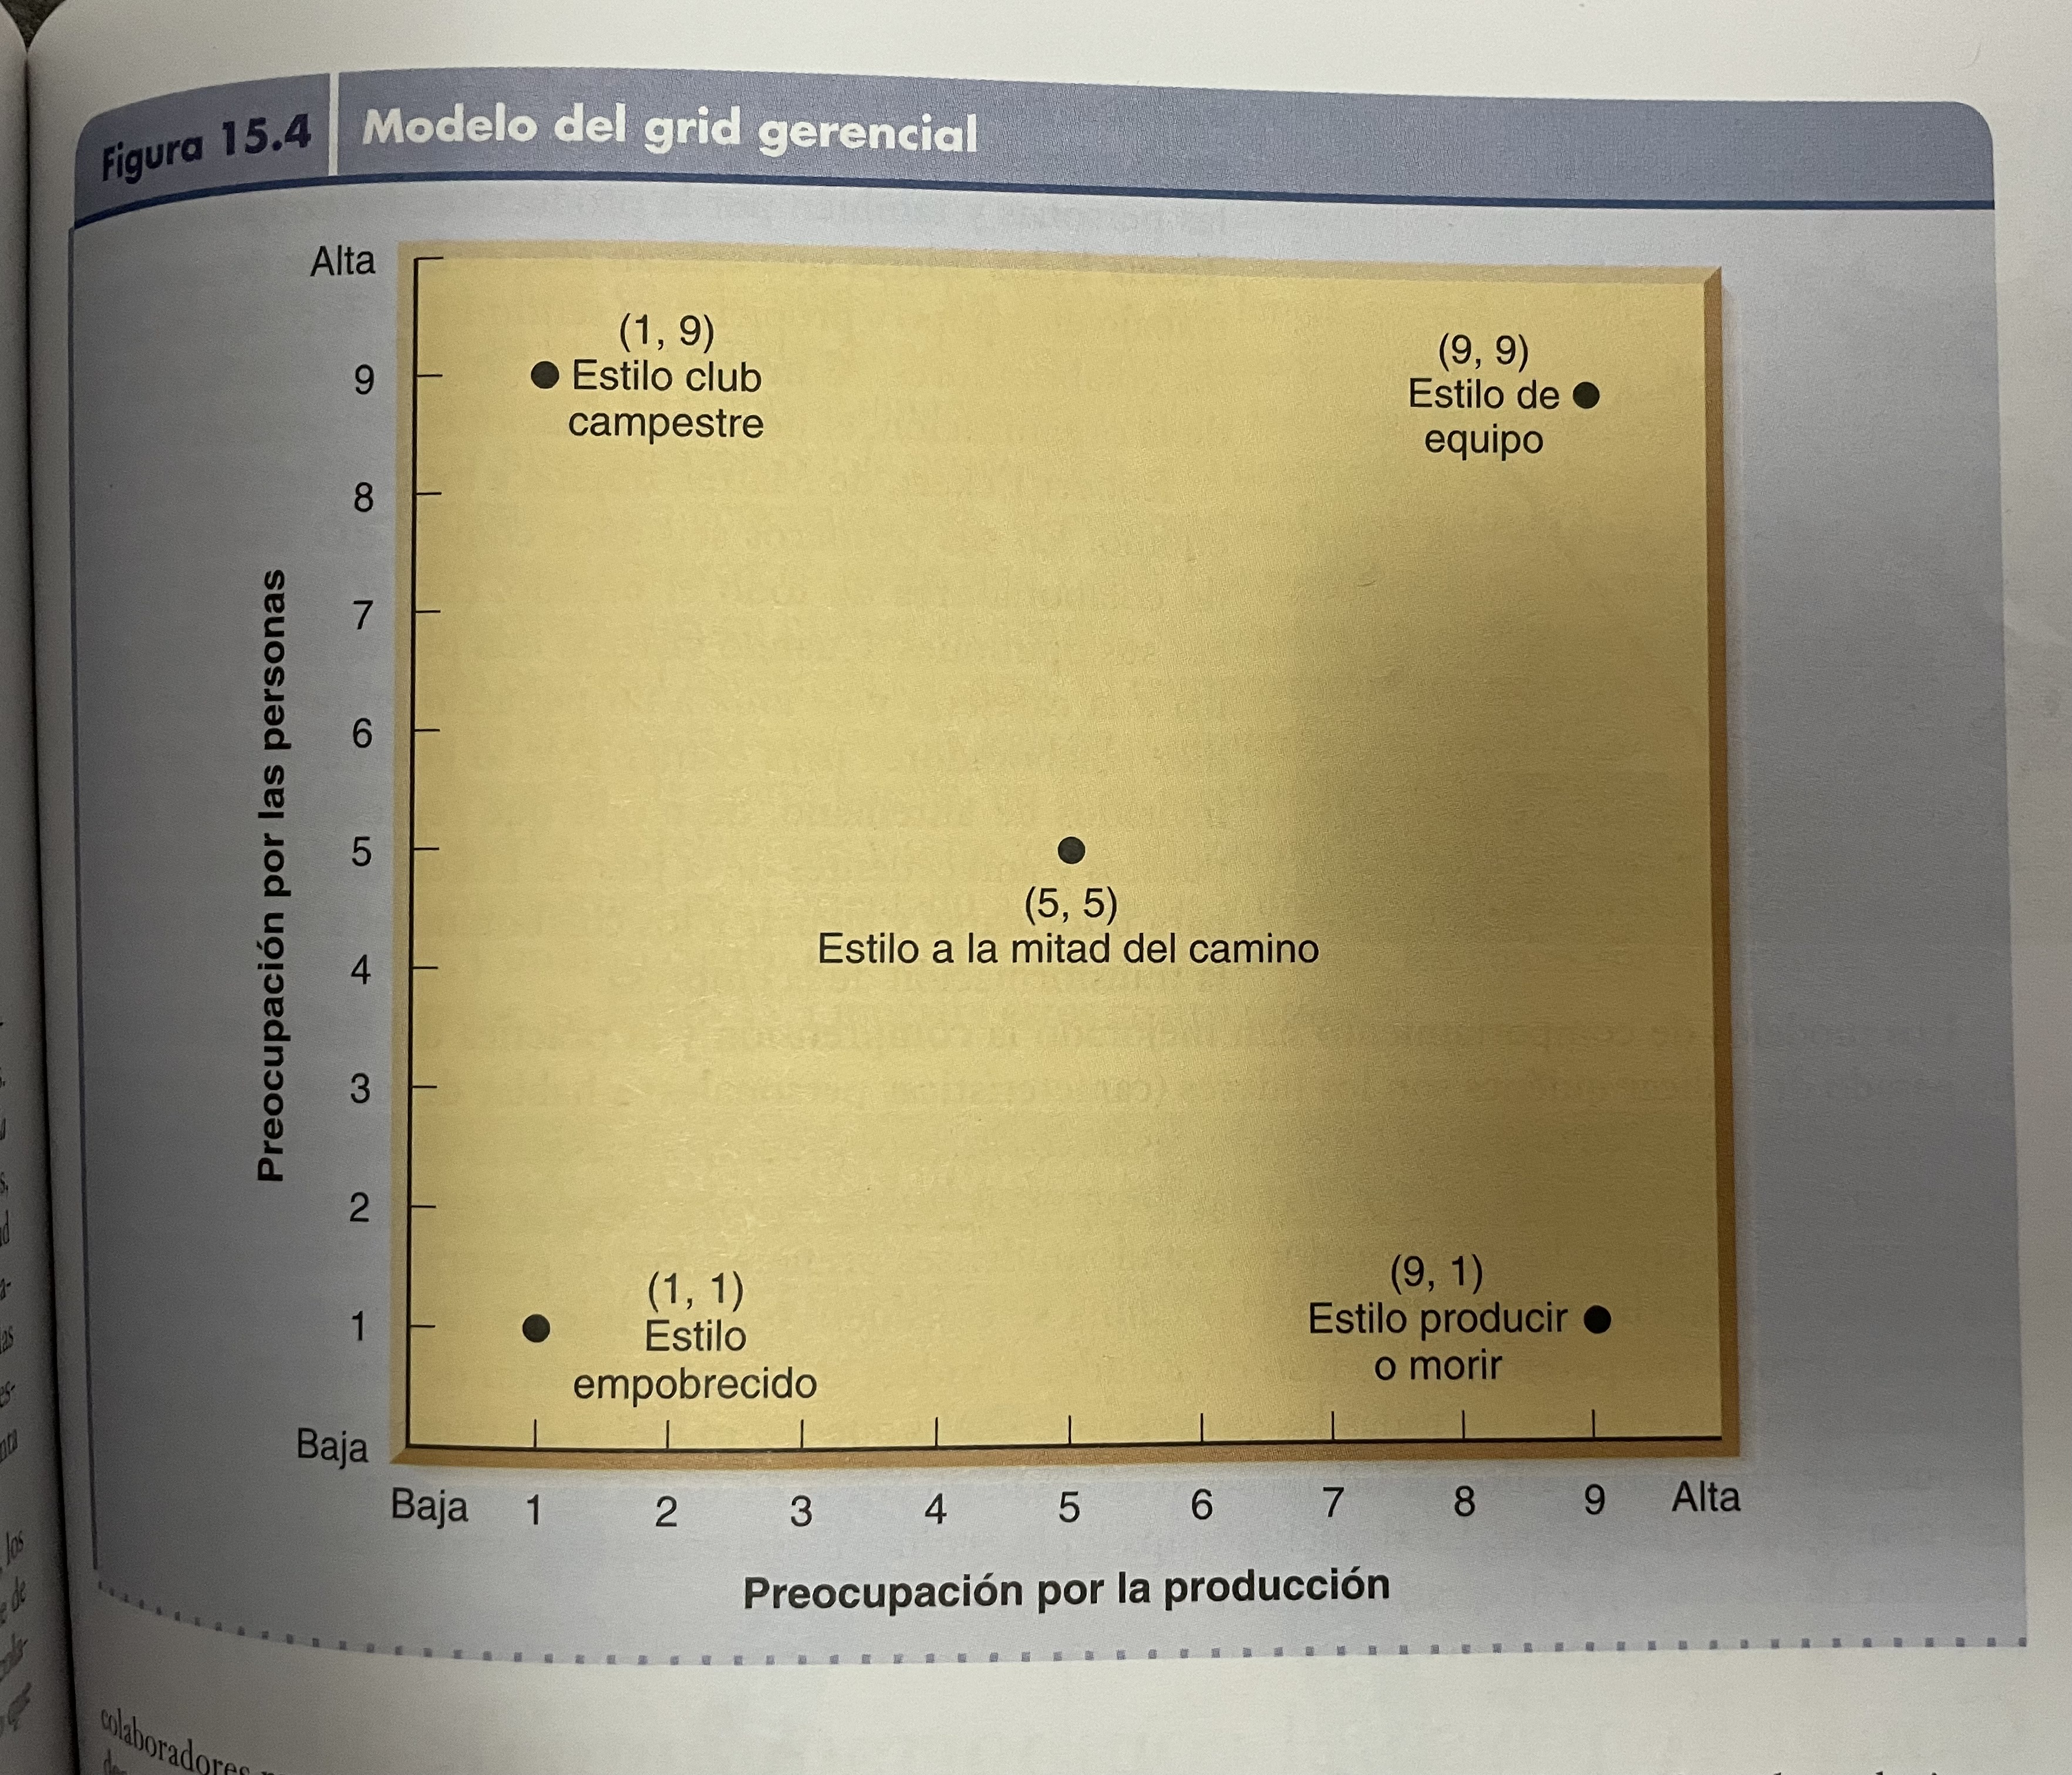 Figura 15.4 Modelo del grid gerencial
Alta
(1, 9)
Estilo club
campestre
(9, 9)
Estilo de
equipo
9
8
7
6
5
4
3
2
1
Baja
Preocupación por las personas
(5, 5)
Estilo a la mitad del camino
(1, 1)
Estilo
empobrecido
(9, 1)
Estilo producir
o morir
Baja 1 2 3 4 5 6 7 8 9 Alta
Preocupación por la producción
colaboradores